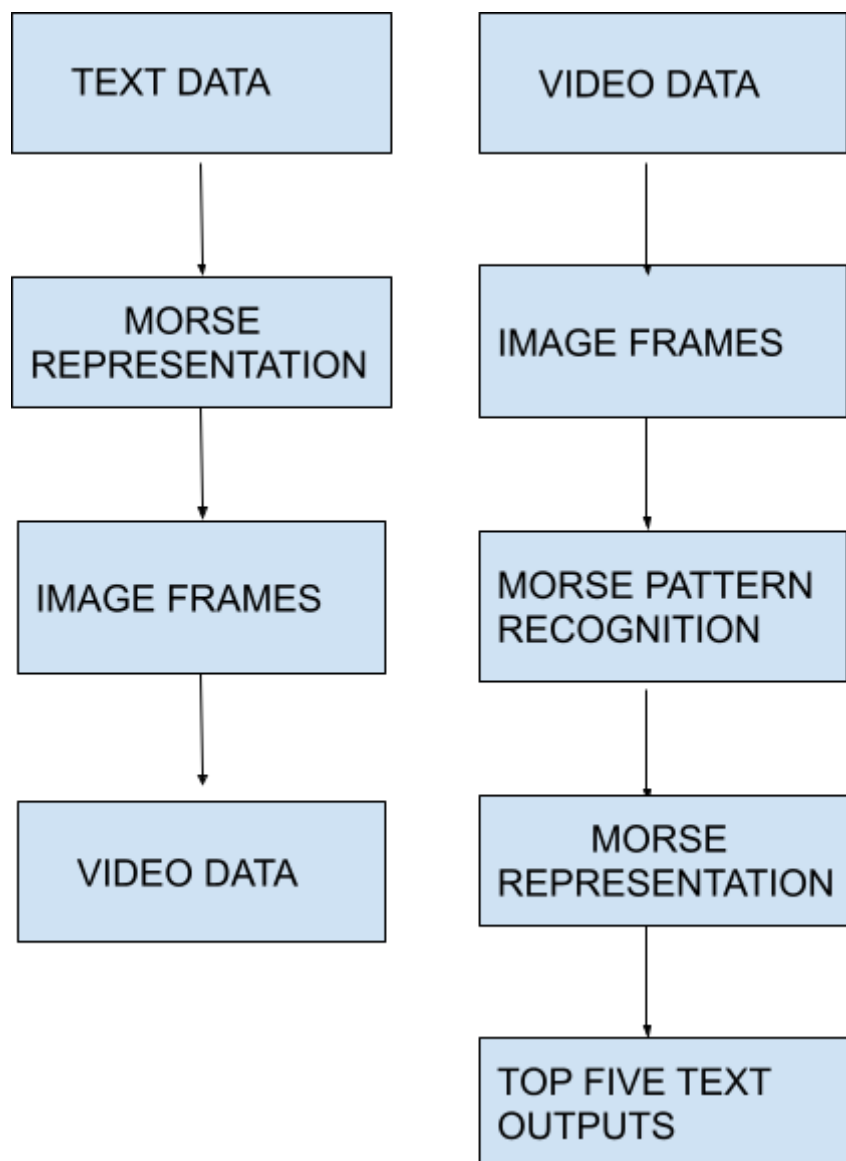 TEXT DATA
MORSE
REPRESENTATION
IMAGE FRAMES
VIDEO DATA
VIDEO DATA
IMAGE FRAMES
MORSE PATTERN
RECOGNITION
MORSE
REPRESENTATION
TOP FIVE TEXT
OUTPUTS